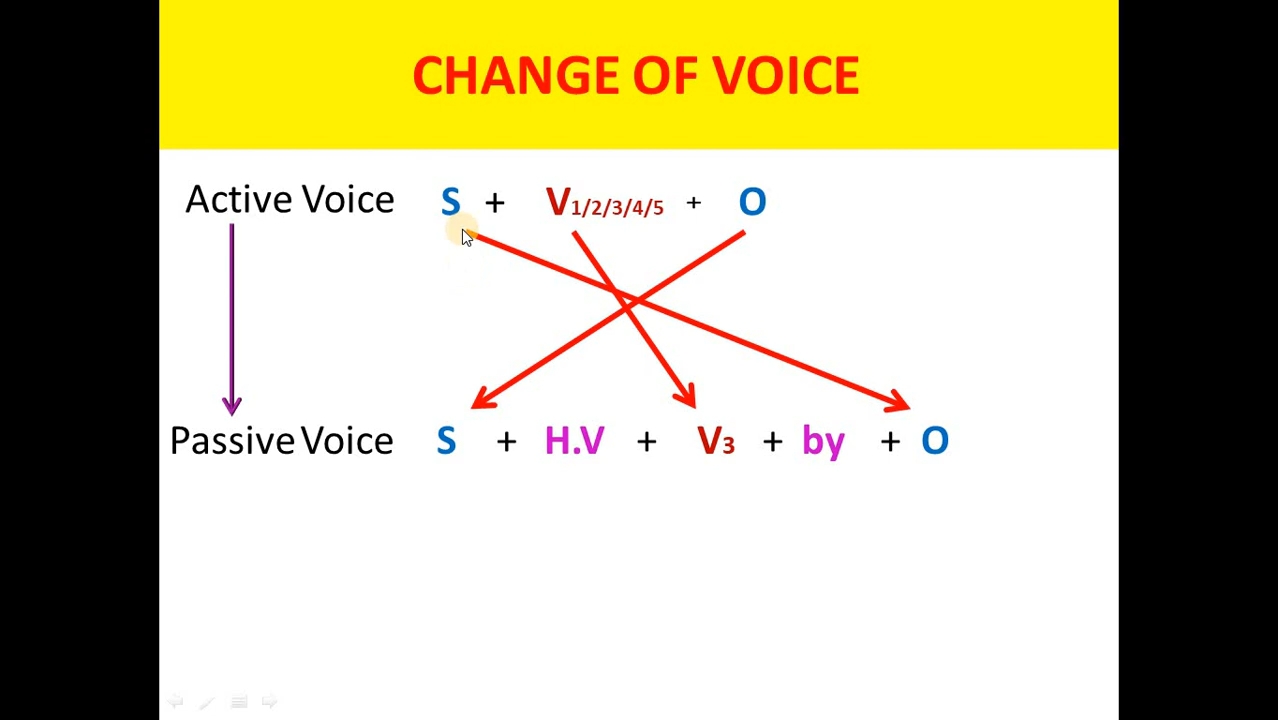 CHANGE OF VOICE
Active Voice S + V1/2/3/4/5 + O
Passive Voice S + H.V + V3 + by + O